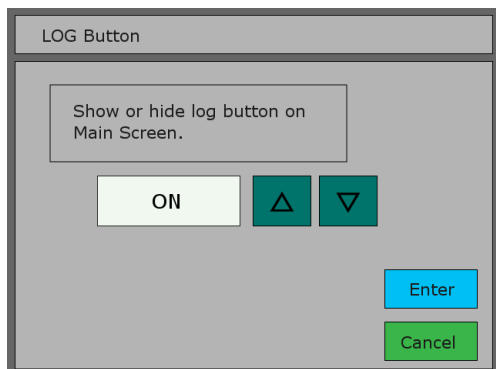 LOG Button
Show or hide log button on
Main Screen.
ON
Enter
Cancel